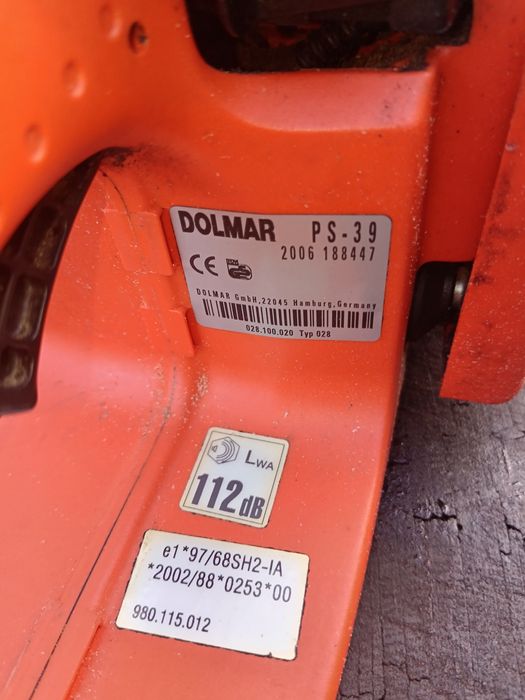 DOLMAR PS-39
2006 188447
CE
DOLMAR GmbH,22045 Hamburg,Germany
028.100.020 Typ 028
LWA
112dB
e1*97/68SH2-IA
*2002/88*0253*00
980.115.012